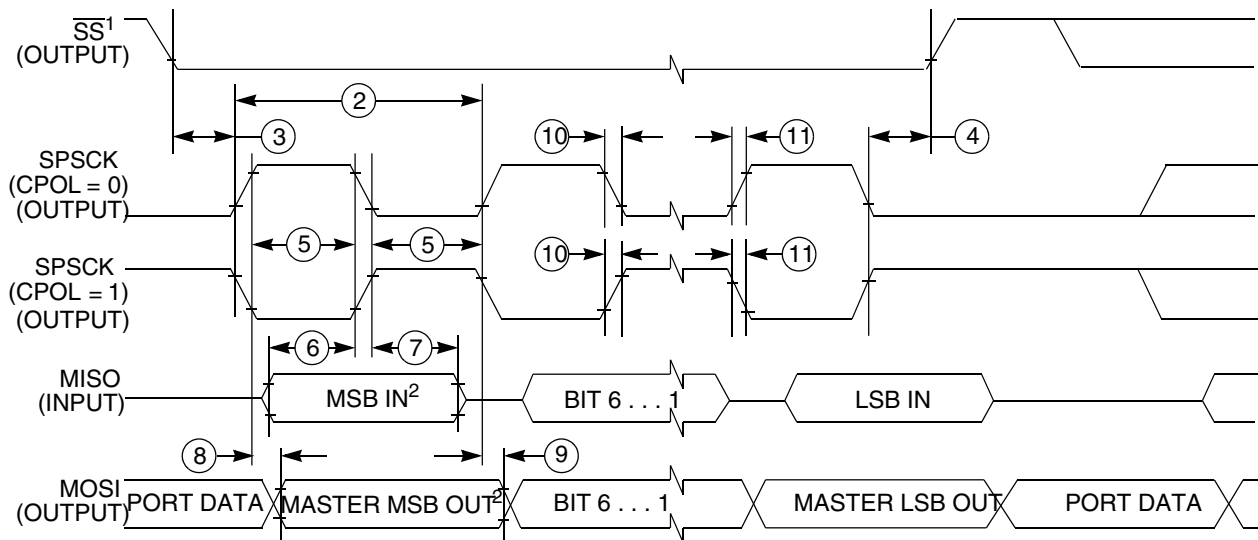 SS¹
(OUTPUT)
2
3
10
11
4
SPSCK
(CPOL = 0)
(OUTPUT)
5
5
SPSCK
(CPOL = 1)
(OUTPUT)
10
11
6
7
MISO
(INPUT)
MSB IN²
BIT 6 . . . 1
LSB IN
8
9
MOSI
(OUTPUT)
PORT DATA
MASTER MSB OUT²
BIT 6 . . . 1
MASTER LSB OUT
PORT DATA